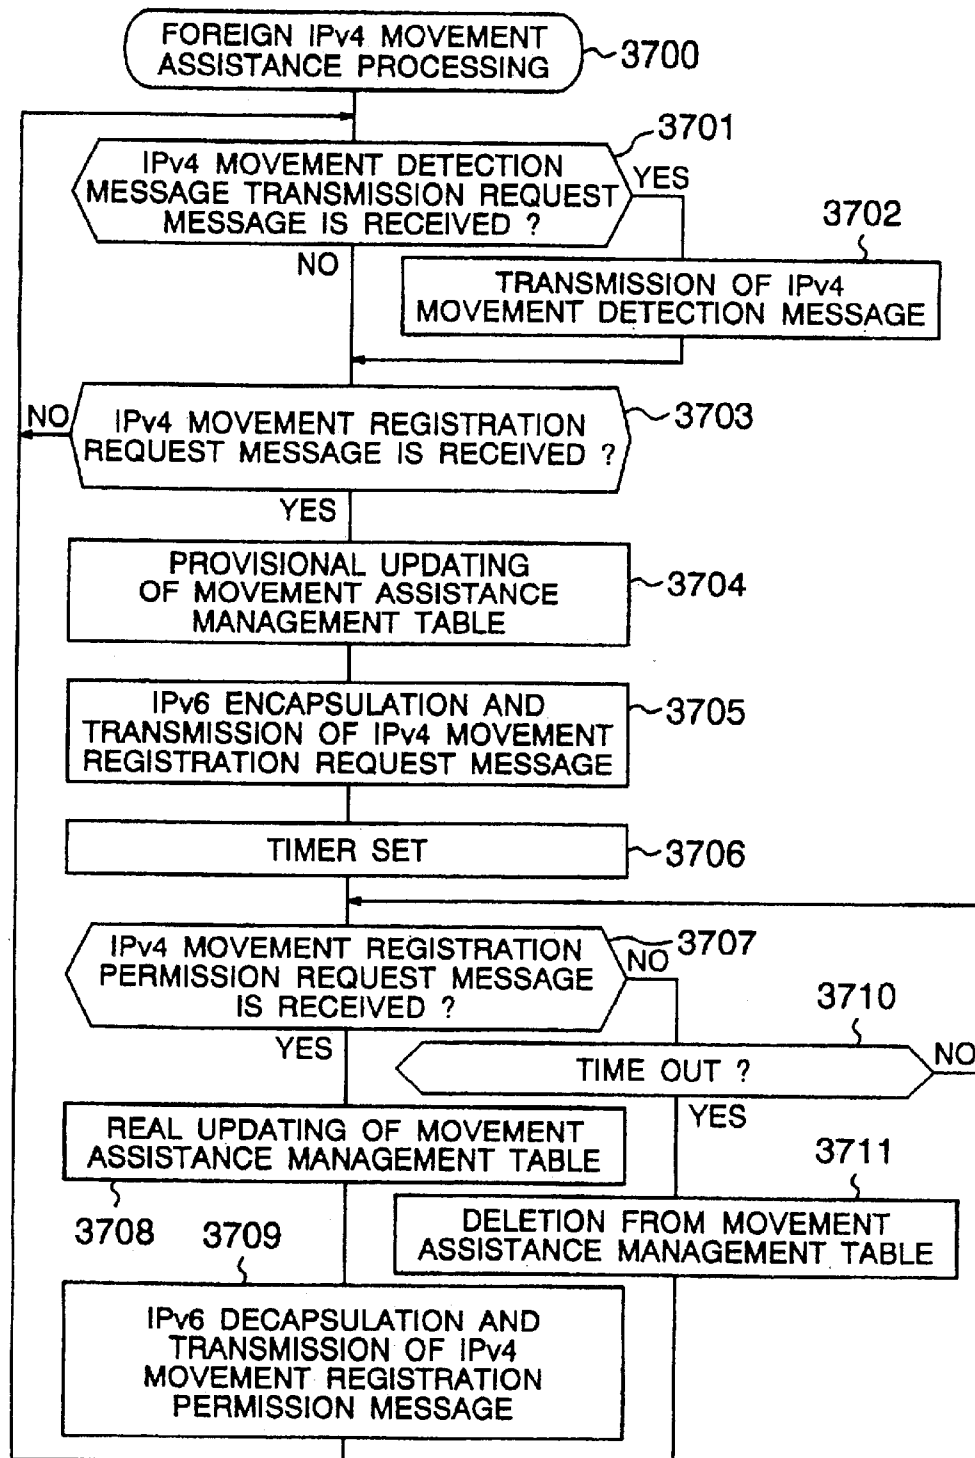 FOREIGN IPv4 MOVEMENT
ASSISTANCE PROCESSING
3700
3701
IPv4 MOVEMENT DETECTION
MESSAGE TRANSMISSION REQUEST
MESSAGE IS RECEIVED ?
YES
NO
3702
TRANSMISSION OF IPv4
MOVEMENT DETECTION MESSAGE
NO
IPv4 MOVEMENT REGISTRATION
REQUEST MESSAGE IS RECEIVED ?
3703
YES
PROVISIONAL UPDATING
OF MOVEMENT ASSISTANCE
MANAGEMENT TABLE
3704
IPv6 ENCAPSULATION AND
TRANSMISSION OF IPv4 MOVEMENT
REGISTRATION REQUEST MESSAGE
3705
TIMER SET
3706
IPv4 MOVEMENT REGISTRATION
PERMISSION REQUEST MESSAGE
IS RECEIVED ?
3707
NO
YES
3710
TIME OUT ?
NO
YES
REAL UPDATING OF MOVEMENT
ASSISTANCE MANAGEMENT TABLE
3708
3711
DELETION FROM MOVEMENT
ASSISTANCE MANAGEMENT TABLE
3709
IPv6 DECAPSULATION AND
TRANSMISSION OF IPv4
MOVEMENT REGISTRATION
PERMISSION MESSAGE